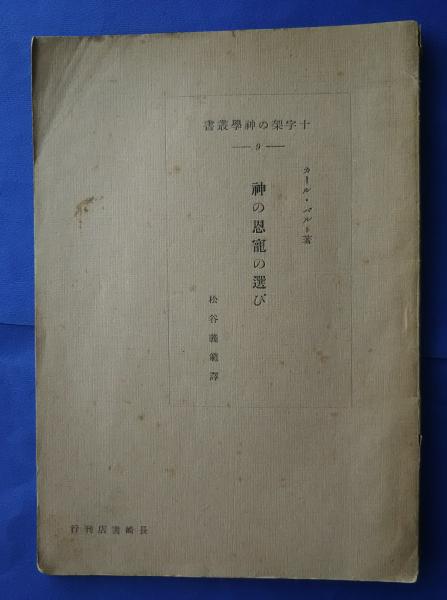 十字架の神學叢書
9
カール・バルト著
神の恩寵の選び
松谷義範譯
長崎書店刊行